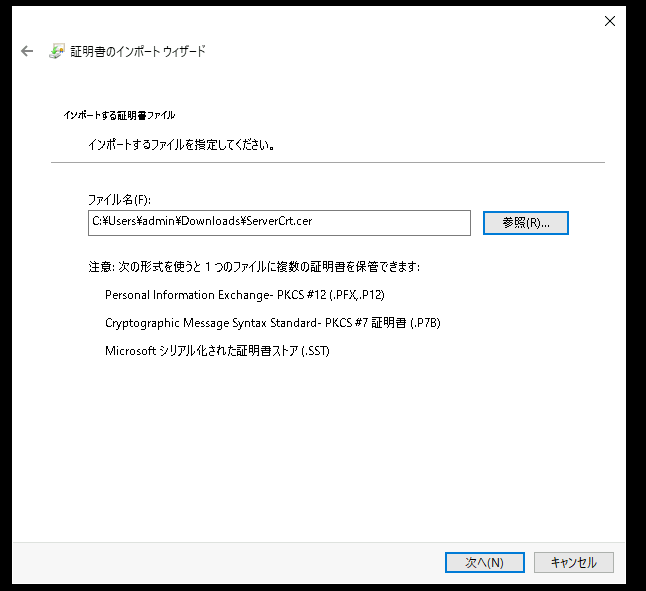 証明書のインポート ウィザード
インポートする証明書ファイル
インポートするファイルを指定してください。
ファイル名(F):
C:¥Users¥admin¥Downloads¥ServerCrt.cer
参照(R)...
注意: 次の形式を使うと 1 つのファイルに複数の証明書を保管できます:
Personal Information Exchange- PKCS #12 (.PFX,.P12)
Cryptographic Message Syntax Standard- PKCS #7 証明書 (.P7B)
Microsoft シリアル化された証明書ストア (.SST)
次へ(N)
キャンセル